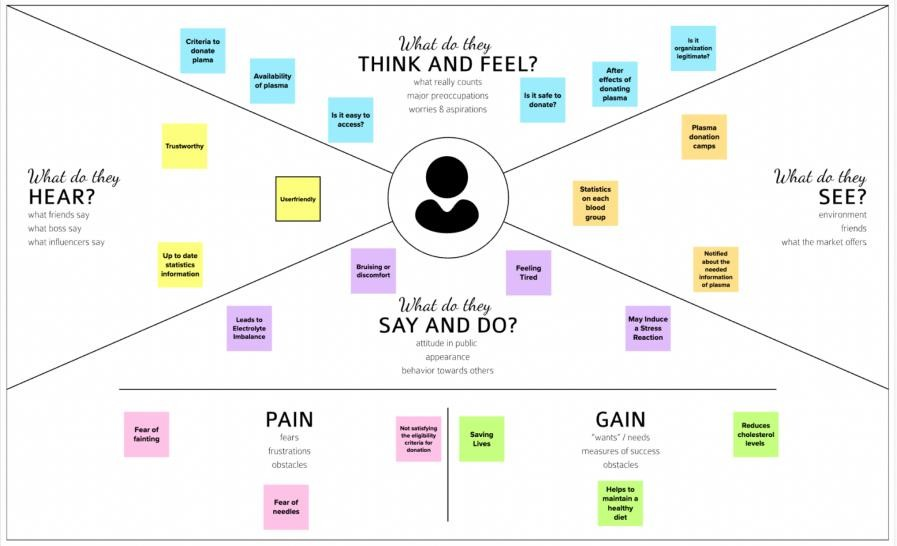 What do they
THINK AND FEEL?
what really counts
major preoccupations
worries & aspirations
Criteria to
donate
plama
Availability
of plasma
Is it easy to
access?
Is it safe to
donate?
After
effects of
donating
plasma
Is it
organization
legitimate?
What do they
HEAR?
what friends say
what boss say
what influencers say
Trustworthy
Userfriendly
Up to date
statistics
information
What do they
SEE?
environment
friends
what the market offers
Plasma
donation
camps
Statistics
on each
blood
group
Notified
about the
needed
information
of plasma
What do they
SAY AND DO?
attitude in public
appearance
behavior towards others
Bruising or
discomfort
Feeling
Tired
Leads to
Electrolyte
Imbalance
May Induce
a Stress
Reaction
PAIN
fears
frustrations
obstacles
Fear of
fainting
Not satisfying
the eligibility
criteria for
donation
Fear of
needles
GAIN
"wants" / needs
measures of success
obstacles
Saving
Lives
Reduces
cholesterol
levels
Helps to
maintain a
healthy
diet